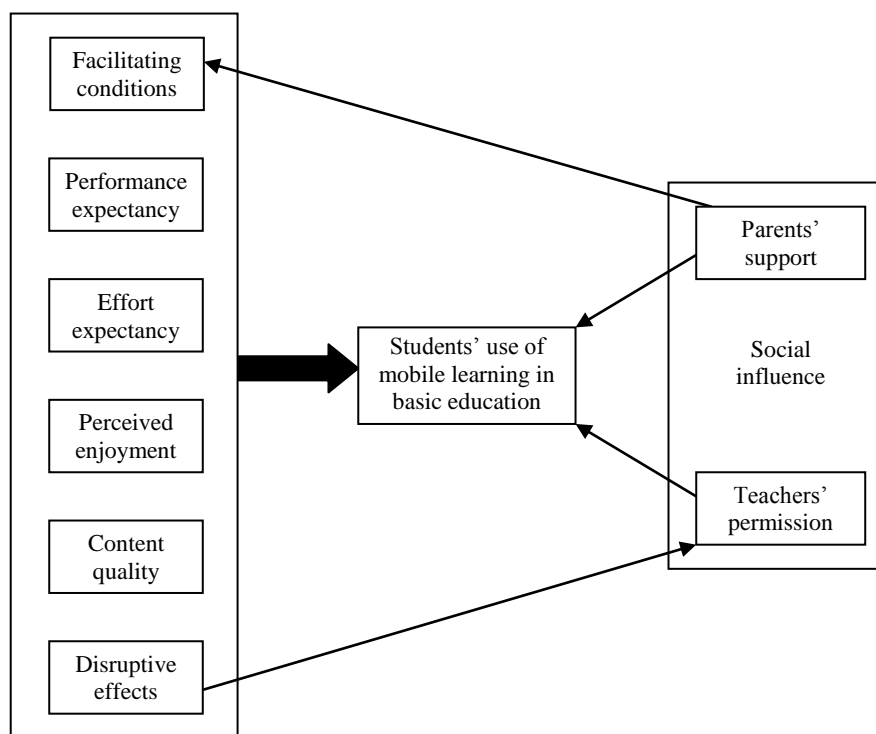 Facilitating
conditions
Performance
expectancy
Effort
expectancy
Perceived
enjoyment
Content
quality
Disruptive
effects
Students’ use of
mobile learning in
basic education
Parents’
support
Social
influence
Teachers’
permission